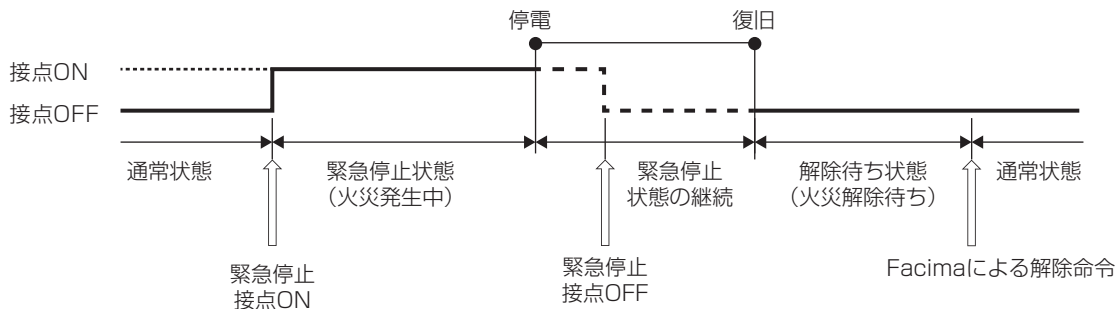 停電
復旧
接点ON
接点OFF
通常状態
緊急停止状態
（火災発生中）
緊急停止
状態の継続
解除待ち状態
（火災解除待ち）
通常状態
緊急停止
接点ON
緊急停止
接点OFF
Facimaによる解除命令